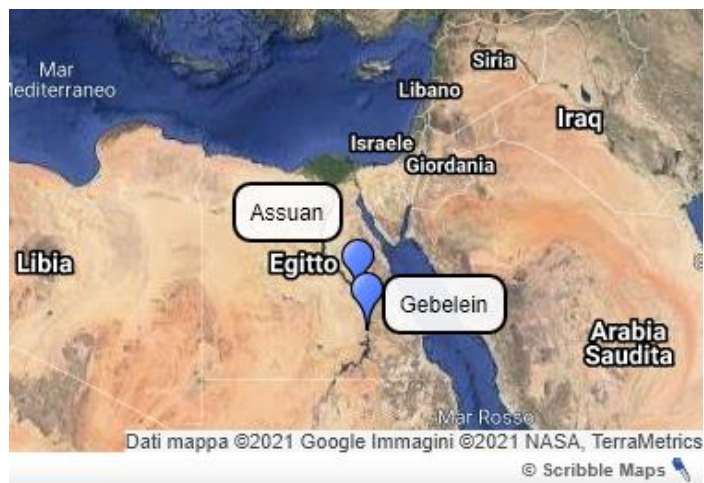 Mar
Mediterraneo
Siria
Libano
Iraq
Israele
Giordania
Assuan
Libia
Egitto
Gebelein
Arabia
Saudita
Mar Rosso
Dati mappa ©2021 Google Immagini ©2021 NASA, TerraMetrics
© Scribble Maps